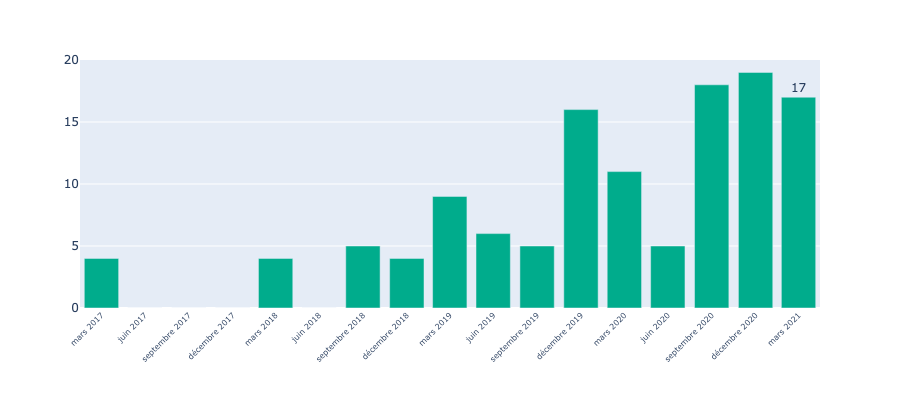 20
15
10
5
0
17
mars 2017
juin 2017
septembre 2017
décembre 2017
mars 2018
juin 2018
septembre 2018
décembre 2018
mars 2019
juin 2019
septembre 2019
décembre 2019
mars 2020
juin 2020
septembre 2020
décembre 2020
mars 2021